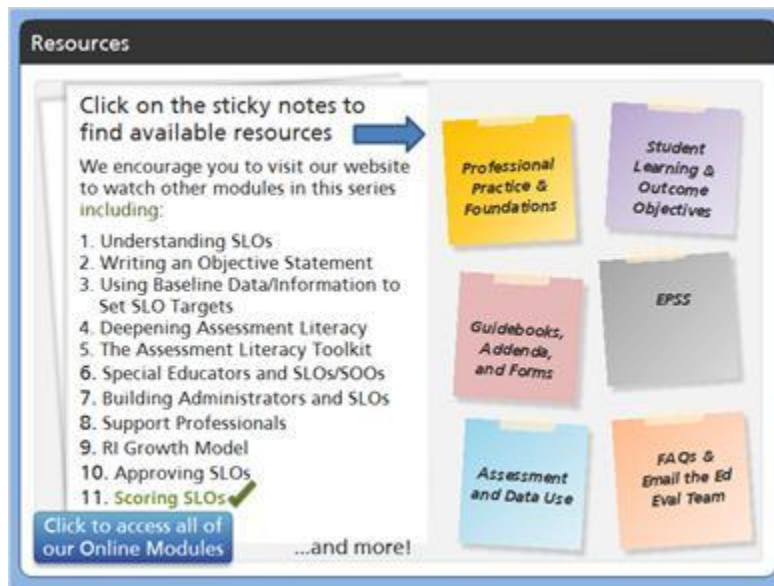 Resources
Click on the sticky notes to
find available resources
We encourage you to visit our website
to watch other modules in this series
including:
1. Understanding SLOs
2. Writing an Objective Statement
3. Using Baseline Data/Information to
Set SLO Targets
4. Deepening Assessment Literacy
5. The Assessment Literacy Toolkit
6. Special Educators and SLOs/SOOs
7. Building Administrators and SLOs
8. Support Professionals
9. RI Growth Model
10. Approving SLOs
11. Scoring SLOs
Click to access all of
our Online Modules
...and more!
Professional
Practice &
Foundations
Student
Learning &
Outcome
Objectives
Guidebooks,
Addenda,
and Forms
EPSS
Assessment
and Data Use
FAQs &
Email the Ed
Eval Team